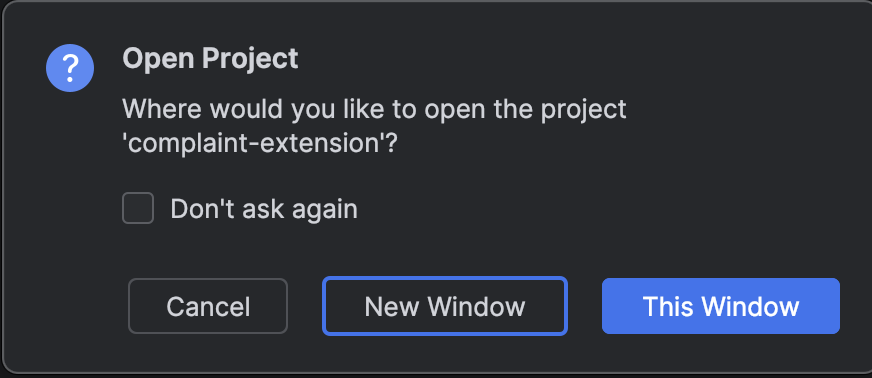 ?
Open Project
Where would you like to open the project
'complaint-extension'?
Don't ask again
Cancel
New Window
This Window